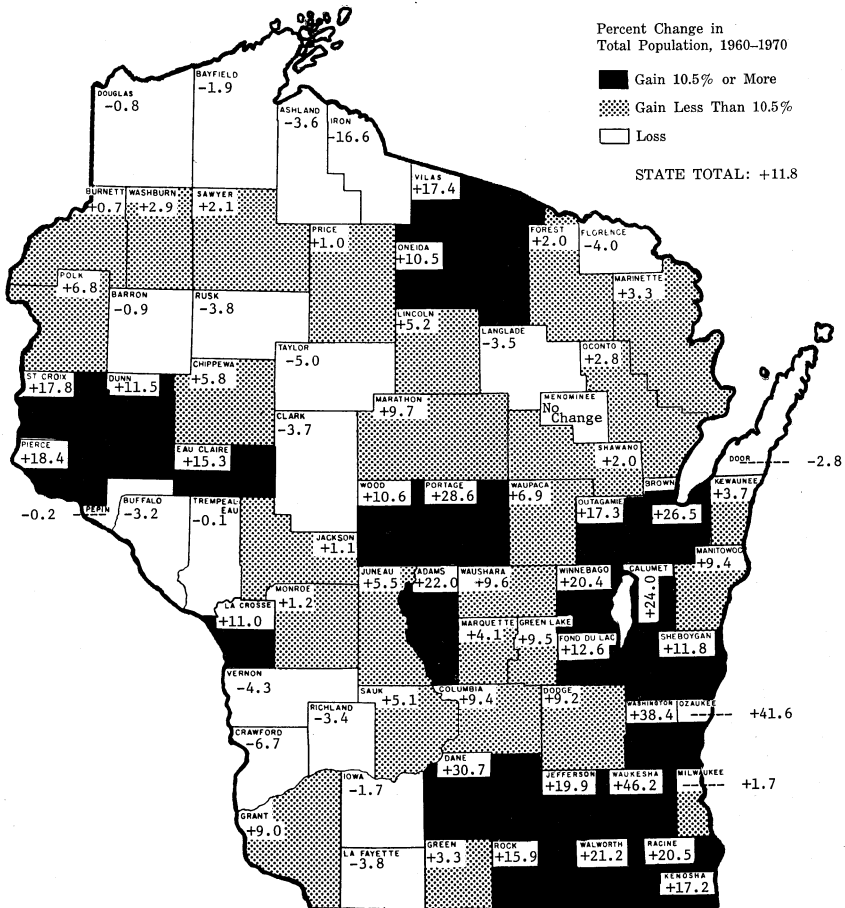 Percent Change in
Total Population, 1960–1970
Gain 10.5% or More
Gain Less Than 10.5%
Loss
STATE TOTAL: +11.8
DOUGLAS
−0.8
BAYFIELD
−1.9
ASHLAND
−3.6
IRON
−16.6
VILAS
+17.4
BURNETT
+0.7
WASHBURN
+2.9
SAWYER
+2.1
PRICE
+1.0
ONEIDA
+10.5
FOREST
+2.0
FLORENCE
−4.0
MARINETTE
+3.3
POLK
+6.8
BARRON
−0.9
RUSK
−3.8
LINCOLN
+5.2
LANGLADE
−3.5
OCONTO
+2.8
TAYLOR
−5.0
CHIPPEWA
+5.8
ST CROIX
+17.8
DUNN
+11.5
MARATHON
+9.7
MENOMINEE
No
Change
CLARK
−3.7
PIERCE
+18.4
EAU CLAIRE
+15.3
SHAWANO
+2.0
DOOR
−2.8
−0.2
PEPIN
BUFFALO
−3.2
TREMPEAL-
EAU
−0.1
WOOD
+10.6
PORTAGE
+28.6
WAUPACA
+6.9
OUTAGAMIE
+17.3
BROWN
+26.5
KEWAUNEE
+3.7
JACKSON
+1.1
MANITOWOC
+9.4
JUNEAU
+5.5
ADAMS
+22.0
WAUSHARA
+9.6
WINNEBAGO
+20.4
CALUMET
+24.0
MONROE
+1.2
LA CROSSE
+11.0
MARQUETTE
+4.1
GREEN LAKE
+9.5
FOND DU LAC
+12.6
SHEBOYGAN
+11.8
VERNON
−4.3
RICHLAND
−3.4
SAUK
+5.1
COLUMBIA
+9.4
DODGE
+9.2
WASHINGTON
+38.4
OZAUKEE
+41.6
CRAWFORD
−6.7
DANE
+30.7
IOWA
−1.7
JEFFERSON
+19.9
WAUKESHA
+46.2
MILWAUKEE
+1.7
GRANT
+9.0
LA FAYETTE
−3.8
GREEN
+3.3
ROCK
+15.9
WALWORTH
+21.2
RACINE
+20.5
KENOSHA
+17.2